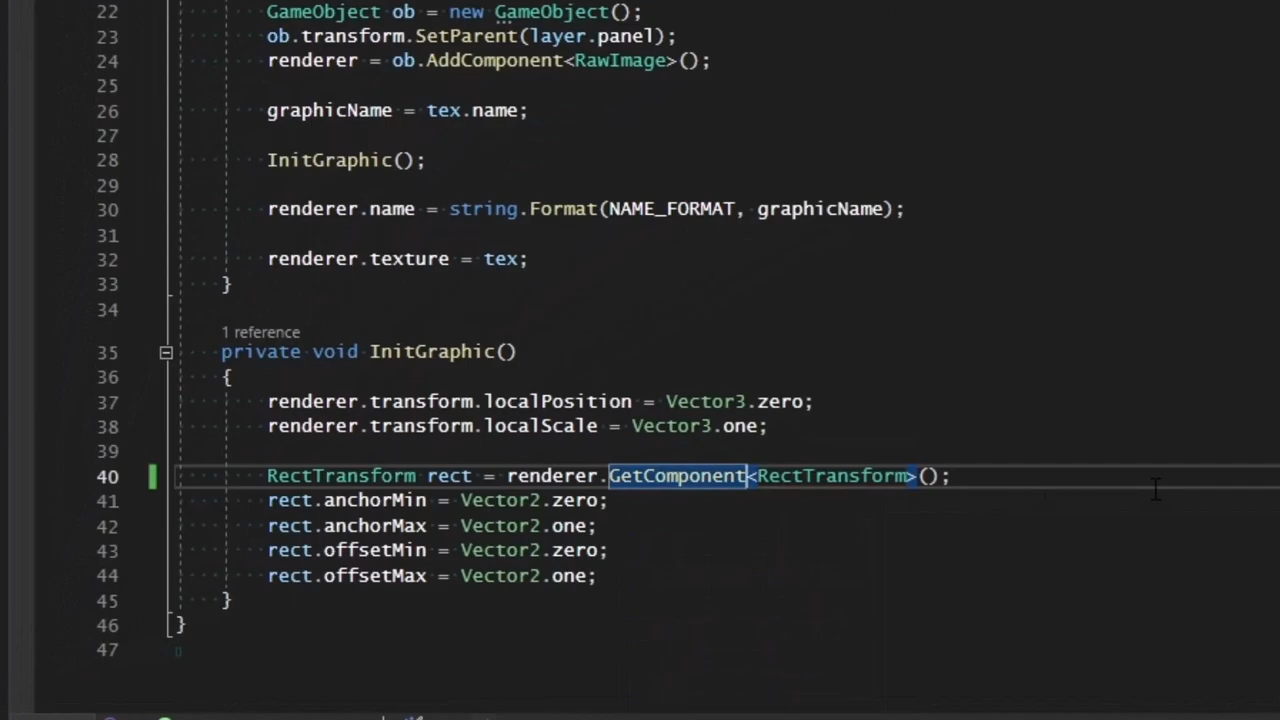 22 GameObject ob = new GameObject();
23 ob.transform.SetParent(layer.panel);
24 renderer = ob.AddComponent<RawImage>();
25
26 graphicName = tex.name;
27
28 InitGraphic();
29
30 renderer.name = string.Format(NAME_FORMAT, graphicName);
31
32 renderer.texture = tex;
33 }
34
1 reference
35 private void InitGraphic()
36 {
37 renderer.transform.localPosition = Vector3.zero;
38 renderer.transform.localScale = Vector3.one;
39
40 RectTransform rect = renderer.GetComponent<RectTransform>();
41 rect.anchorMin = Vector2.zero;
42 rect.anchorMax = Vector2.one;
43 rect.offsetMin = Vector2.zero;
44 rect.offsetMax = Vector2.one;
45 }
46 }
47